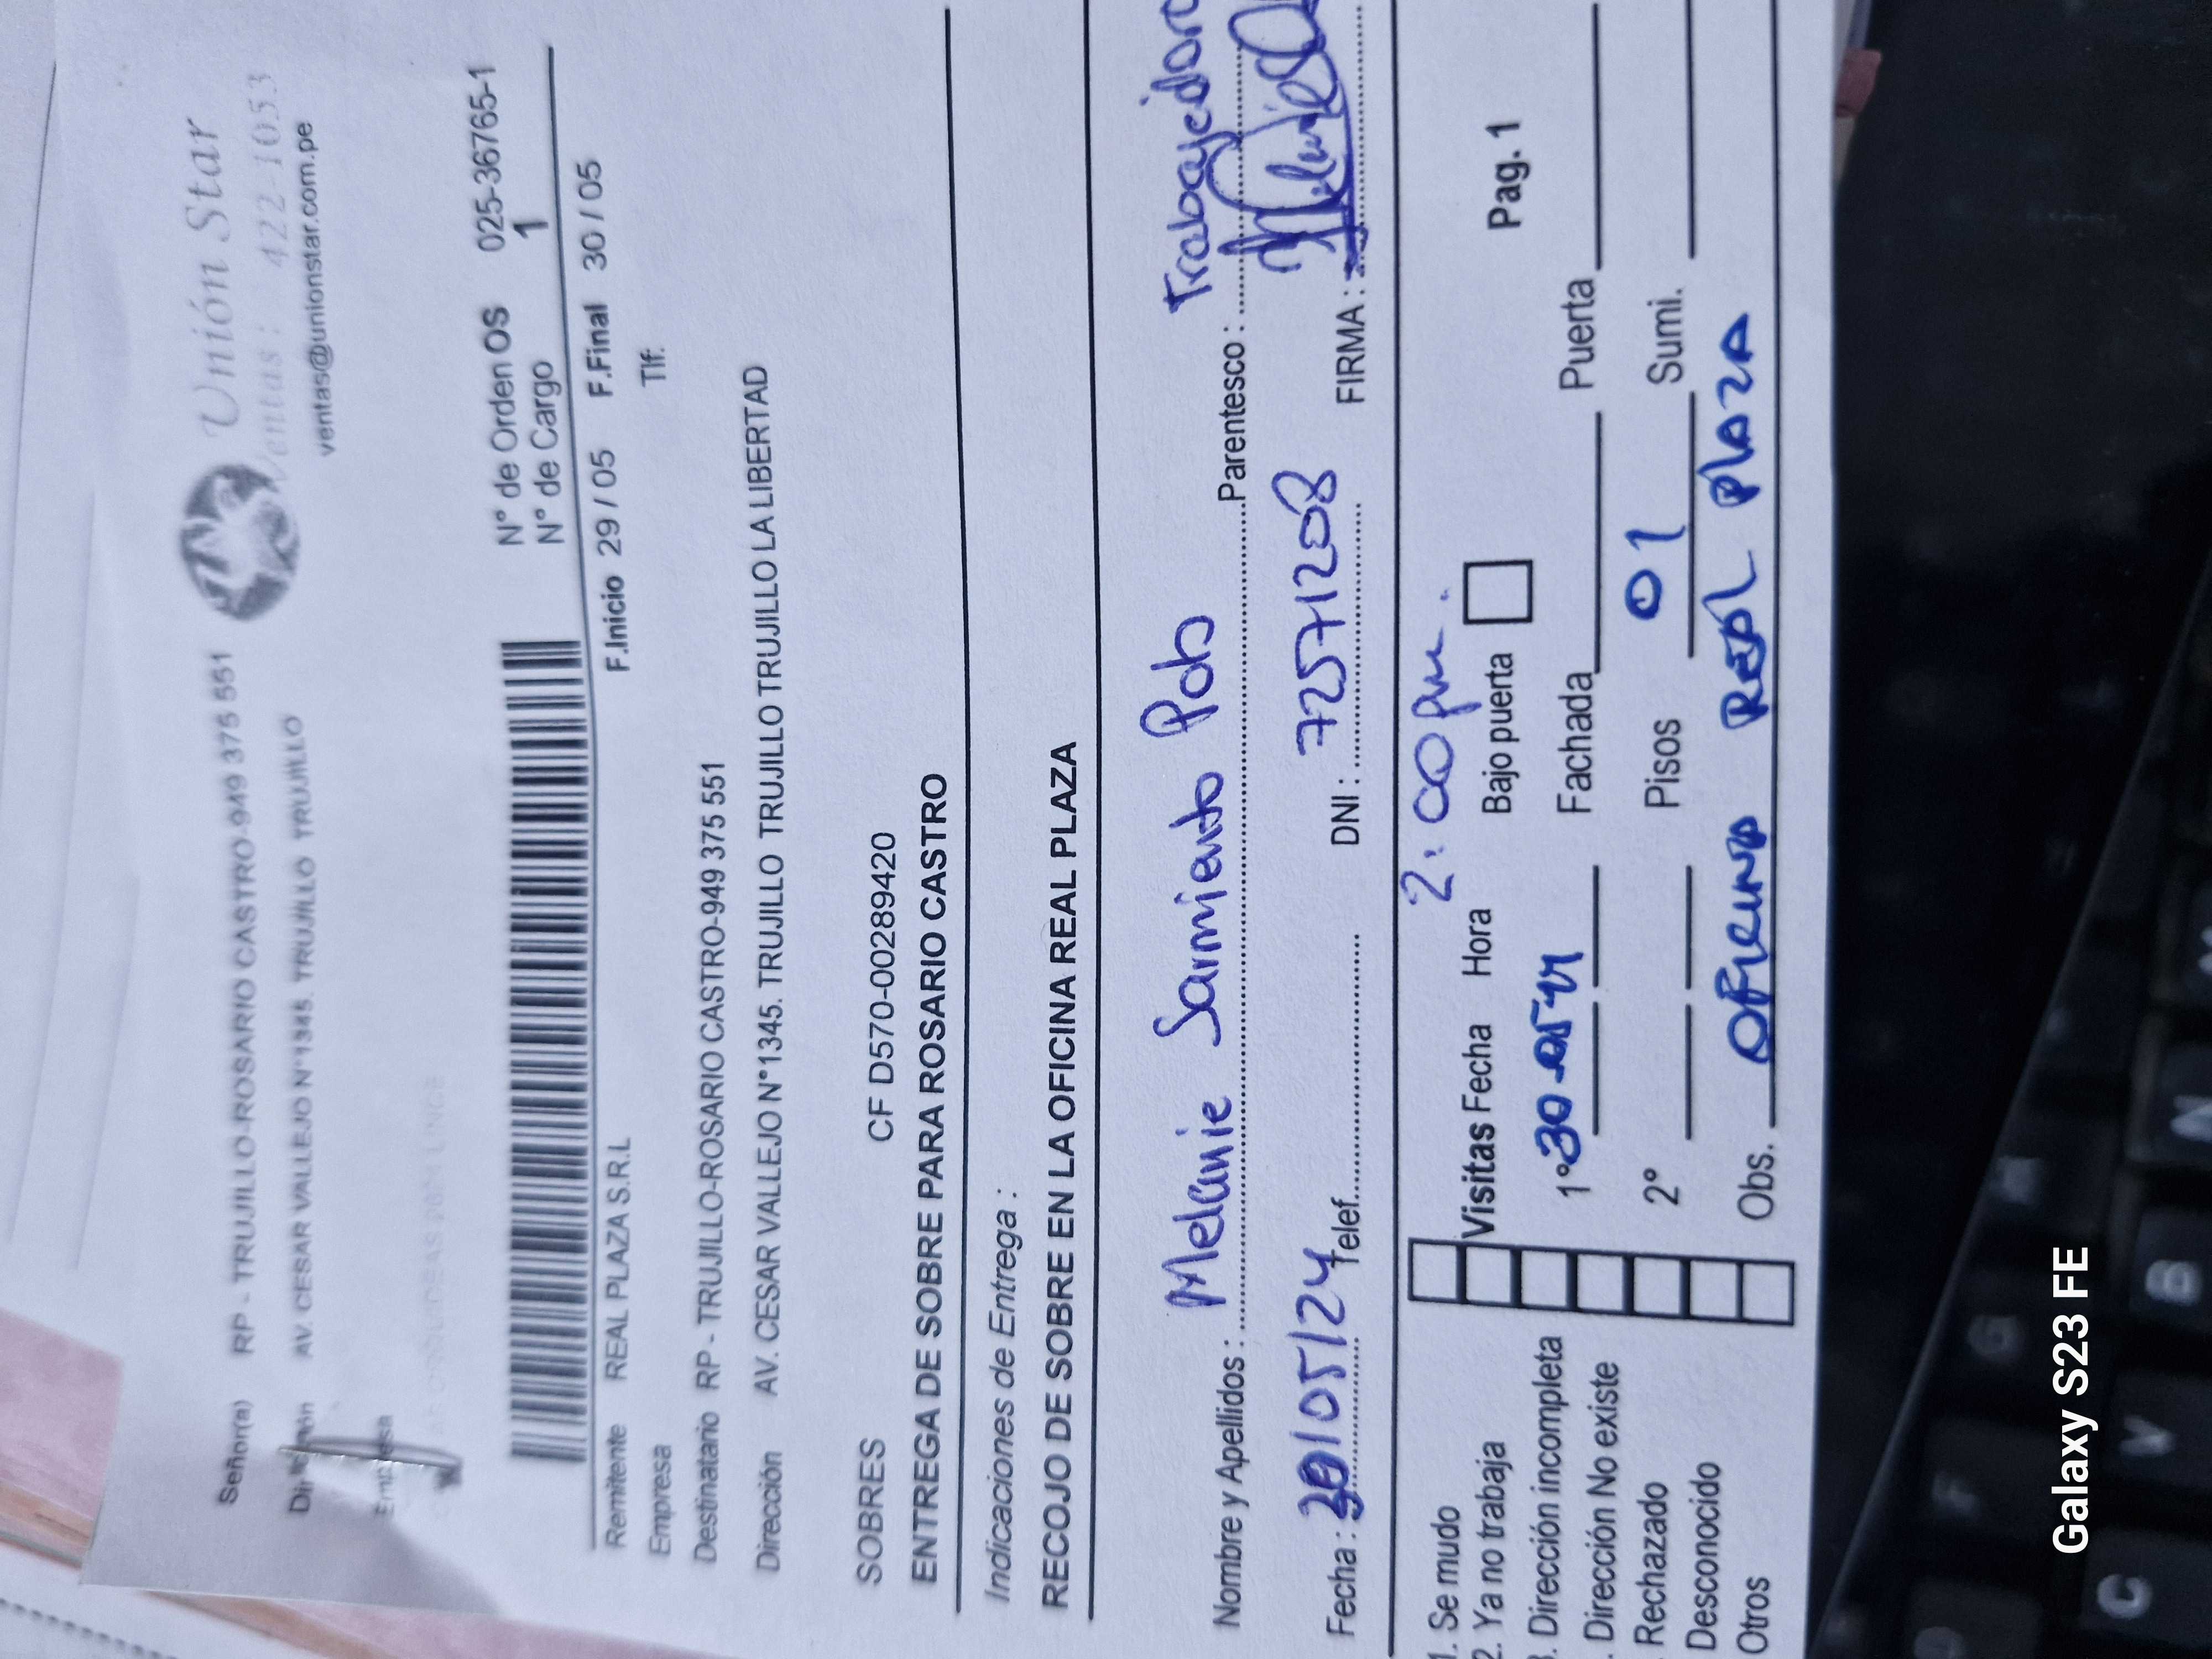 Unión Star
Ventas: 422-1053
ventas@unionstar.com.pe
Señor(a) RP - TRUJILLO-ROSARIO CASTRO-949 375 551
AV. CESAR VALLEJO N°1345. TRUJILLO TRUJILLO TRUJILLO
Empresa
N° de Orden OS 025-36765-1
N° de Cargo 1
F.Inicio 29 / 05 F.Final 30 / 05
Remitente REAL PLAZA S.R.L
Empresa Tlf.
Destinatario RP - TRUJILLO-ROSARIO CASTRO-949 375 551
Dirección AV. CESAR VALLEJO N°1345. TRUJILLO TRUJILLO TRUJILLO TRUJILLO LA LIBERTAD
SOBRES CF D570-00289420
ENTREGA DE SOBRE PARA ROSARIO CASTRO
Indicaciones de Entrega :
RECOJO DE SOBRE EN LA OFICINA REAL PLAZA
Nombre y Apellidos : Melanie Sarmiento Parentesco : Trabajadora
Fecha : 30/05/24 Telef. DNI : 72571208 FIRMA :
1. Se mudo
2. Ya no trabaja
3. Dirección incompleta
. Dirección No existe
Rechazado
Desconocido
Otros
2:00 pm.
Visitas Fecha Hora Bajo puerta Pag. 1
1° 30 Fachada Puerta
2° Pisos 01 Sumi.
Obs. OFICINA REAL PLAZA
Galaxy S23 FE
C
V
B
N
F
G